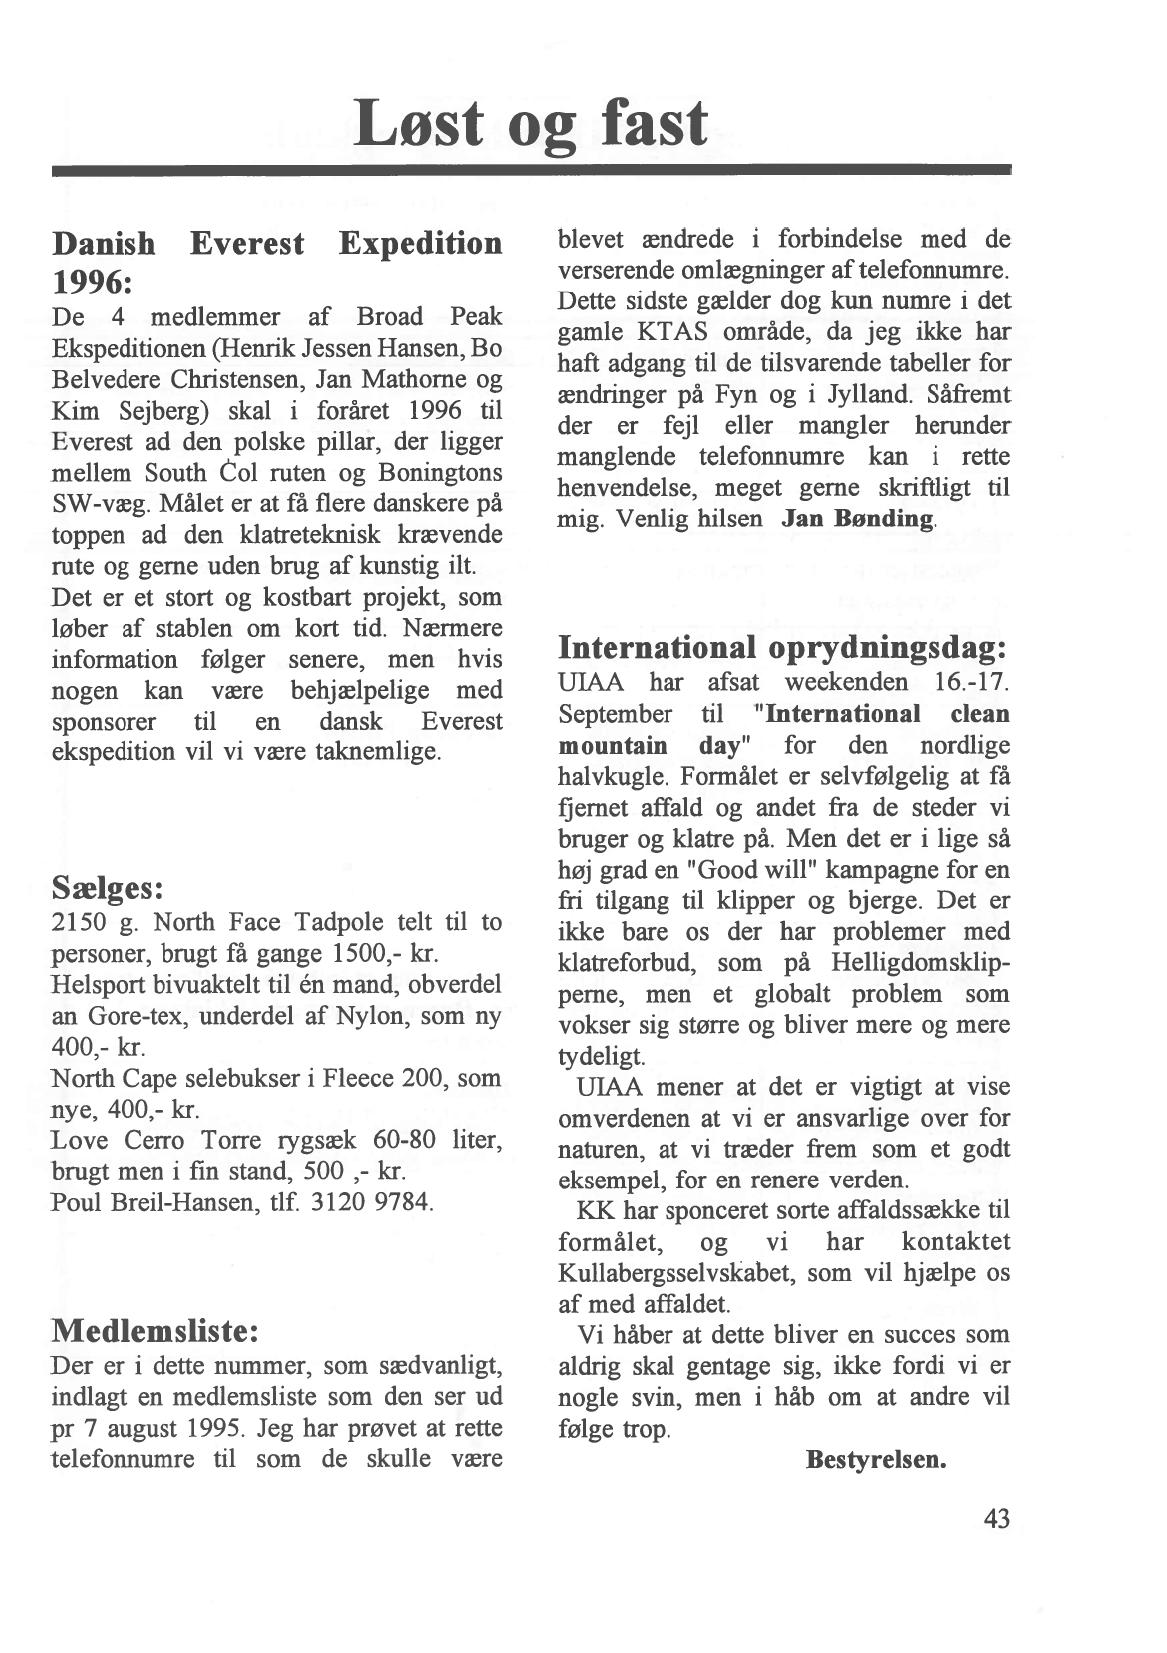 Løst og fast
Danish Everest Expedition
1996:
De 4 medlemmer af Broad Peak
Ekspeditionen (Henrik Jessen Hansen, Bo
Belvedere Christensen, Jan Mathorne og
Kim Sejberg) skal i foråret 1996 til
Everest ad den polske pillar, der ligger
mellem South Col ruten og Boningtons
SW-væg. Målet er at få flere danskere på
toppen ad den klatreteknisk krævende
rute og gerne uden brug af kunstig ilt.
Det er et stort og kostbart projekt, som
løber af stablen om kort tid. Nærmere
information følger senere, men hvis
nogen kan være behjælpelige med
sponsorer til en dansk Everest
ekspedition vil vi være taknemlige.
Sælges:
2150 g. North Face Tadpole telt til to
personer, brugt få gange 1500,- kr.
Helsport bivuaktelt til én mand, obverdel
an Gore-tex, underdel af Nylon, som ny
400,- kr.
North Cape selebukser i Fleece 200, som
nye, 400,- kr.
Love Cerro Torre rygsæk 60-80 liter,
brugt men i fin stand, 500 ,- kr.
Poul Breil-Hansen, tlf. 3120 9784.
Medlemsliste:
Der er i dette nummer, som sædvanligt,
indlagt en medlemsliste som den ser ud
pr 7 august 1995. Jeg har prøvet at rette
telefonnumre til som de skulle være
blevet ændrede i forbindelse med de
verserende omlægninger af telefonnumre.
Dette sidste gælder dog kun numre i det
gamle KTAS område, da jeg ikke har
haft adgang til de tilsvarende tabeller for
ændringer på Fyn og i Jylland. Såfremt
der er fejl eller mangler herunder
manglende telefonnumre kan i rette
henvendelse, meget gerne skriftligt til
mig. Venlig hilsen Jan Bønding.
International oprydningsdag:
UIAA har afsat weekenden 16.-17.
September til "International clean
mountain day" for den nordlige
halvkugle. Formålet er selvfølgelig at få
fjernet affald og andet fra de steder vi
bruger og klatre på. Men det er i lige så
høj grad en "Good will" kampagne for en
fri tilgang til klipper og bjerge. Det er
ikke bare os der har problemer med
klatreforbud, som på Helligdomsklip-
perne, men et globalt problem som
vokser sig større og bliver mere og mere
tydeligt.
UIAA mener at det er vigtigt at vise
omverdenen at vi er ansvarlige over for
naturen, at vi træder frem som et godt
eksempel, for en renere verden.
KK har sponceret sorte affaldssække til
formålet, og vi har kontaktet
Kullabergsselvskabet, som vil hjælpe os
af med affaldet.
Vi håber at dette bliver en succes som
aldrig skal gentage sig, ikke fordi vi er
nogle svin, men i håb om at andre vil
følge trop.
Bestyrelsen.
43